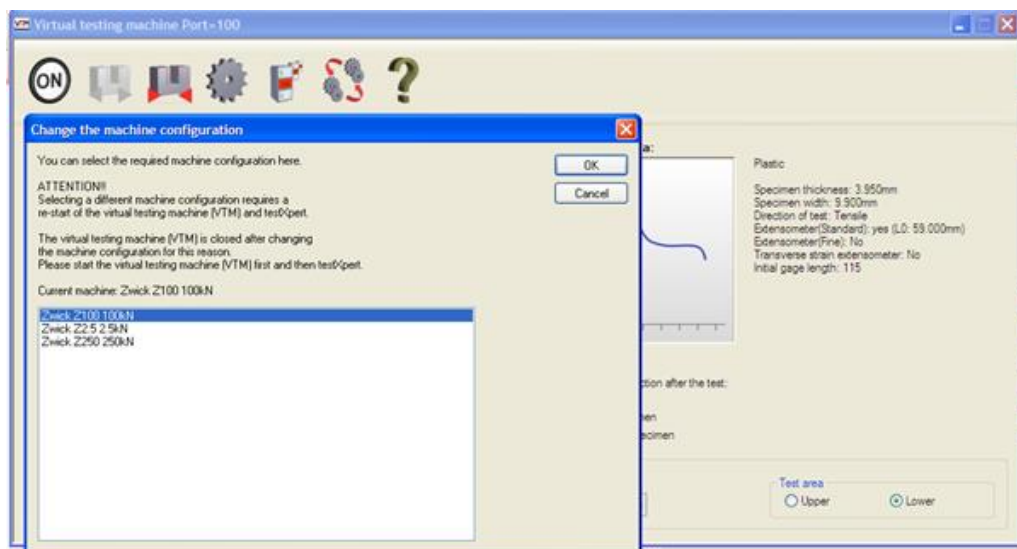 VTM Virtual testing machine Port=100
ON
?
Change the machine configuration
You can select the required machine configuration here.
ATTENTION!!
Selecting a different machine configuration requires a
re-start of the virtual testing machine (VTM) and testXpert.
The virtual testing machine (VTM) is closed after changing
the machine configuration for this reason.
Please start the virtual testing machine (VTM) first and then testXpert.
Current machine: Zwick Z100 100kN
Zwick Z100 100kN
Zwick Z2.5 2.5kN
Zwick Z250 250kN
OK
Cancel
a:
Plastic
Specimen thickness: 3.950mm
Specimen width: 9.900mm
Direction of test: Tensile
Extensometer(Standard): yes (L0: 59.000mm)
Extensometer(Fine): No
Transverse strain extensometer: No
Initial gage length: 115
ction after the test:
en
ecimen
Test area
Upper
Lower